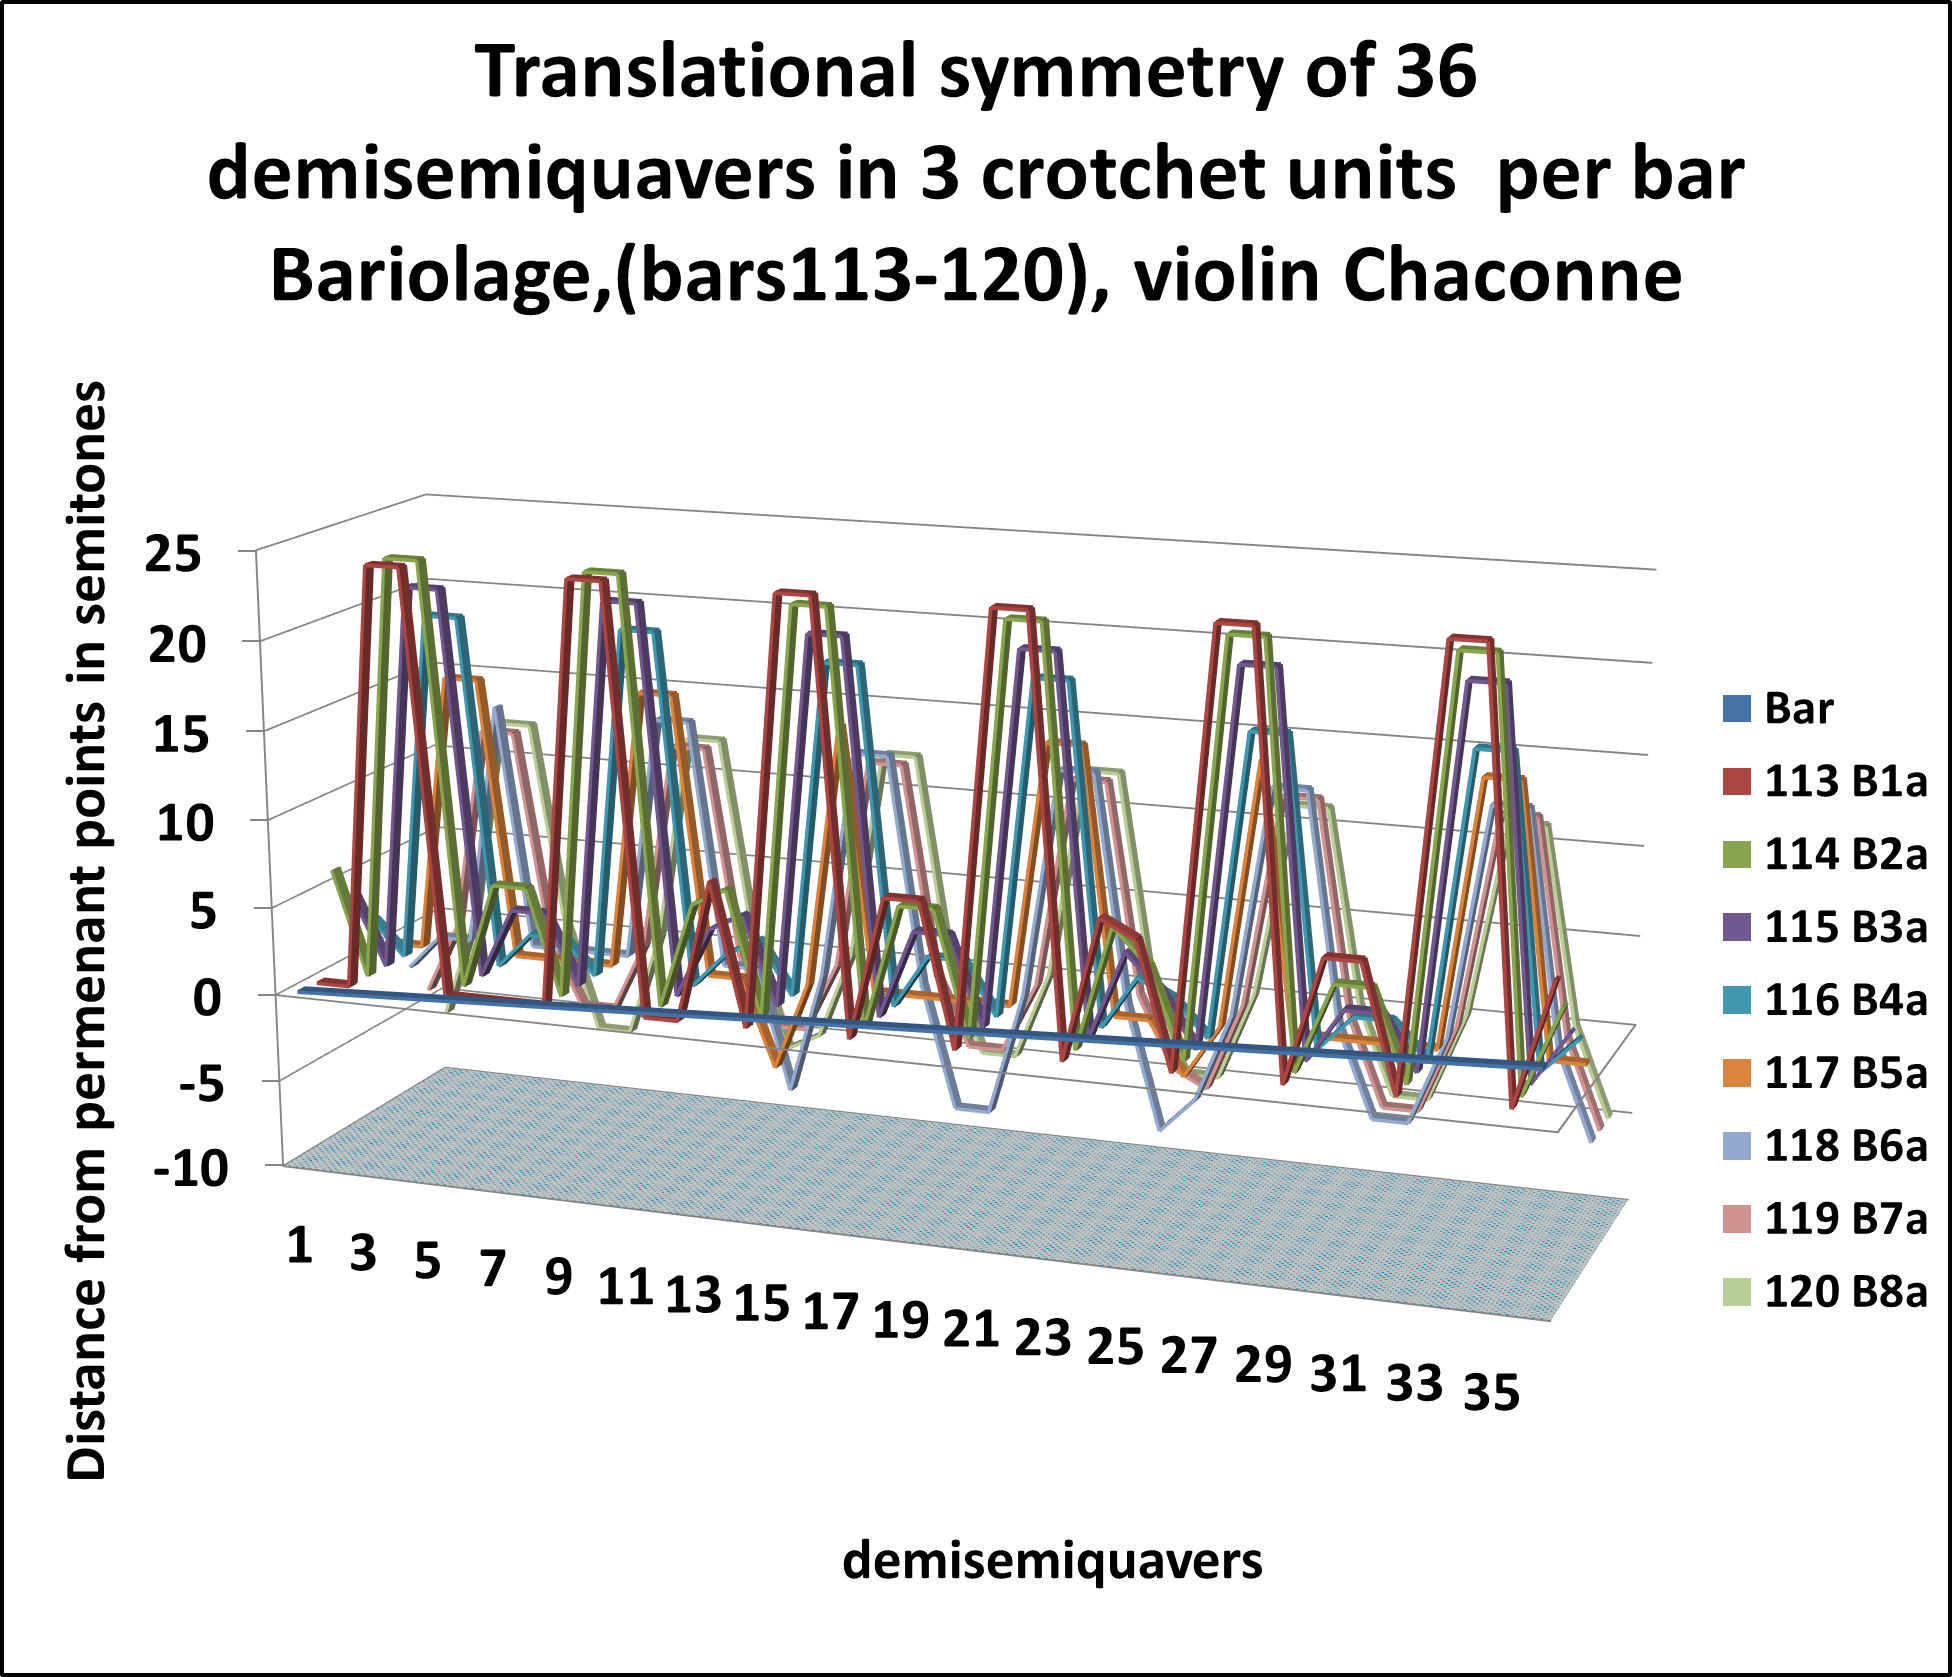 Translational symmetry of 36
demisemiquavers in 3 crotchet units  per bar
Bariolage,(bars113-120), violin Chaconne
Distance from permenant points in semitones
25
20
15
10
5
0
-5
-10
1 3 5 7 9 11 13 15 17 19 21 23 25 27 29 31 33 35
demisemiquavers
Bar
113 B1a
114 B2a
115 B3a
116 B4a
117 B5a
118 B6a
119 B7a
120 B8a